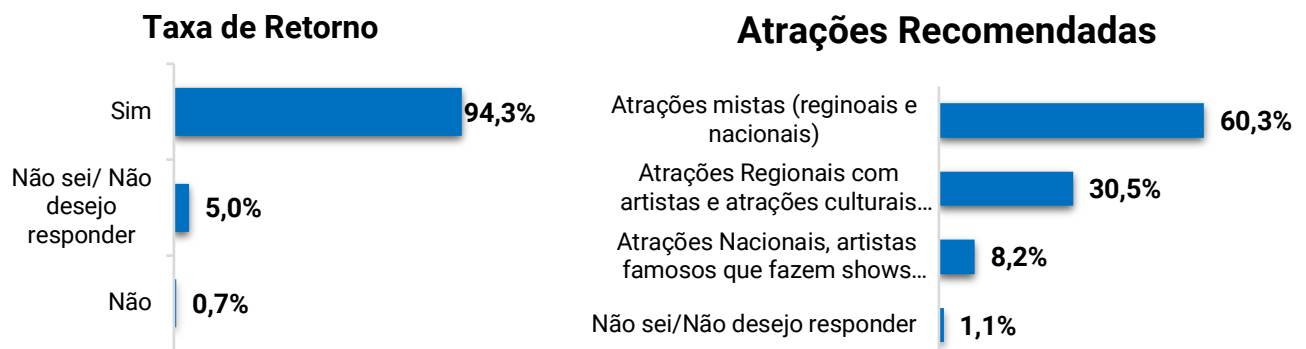 Taxa de Retorno
Sim
94,3%
Não sei/ Não
desejo
responder
5,0%
Não
0,7%
Atrações Recomendadas
Atrações mistas (reginoais e
nacionais)
60,3%
Atrações Regionais com
artistas e atrações culturais...
30,5%
Atrações Nacionais, artistas
famosos que fazem shows...
8,2%
Não sei/Não desejo responder
1,1%